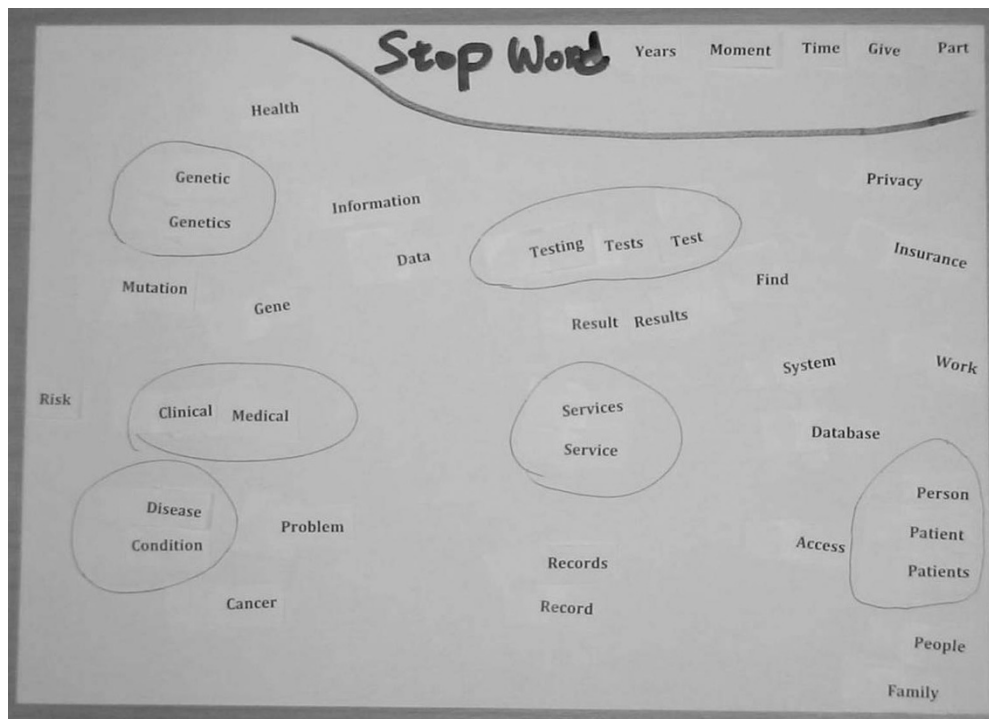 Stop Word Years Moment Time Give Part
Health
Genetic
Genetics
Information
Data
Testing Tests Test
Privacy
Insurance
Find
Mutation
Gene
Result Results
System
Work
Risk
Clinical Medical
Services
Service
Database
Disease
Condition
Problem
Person
Patient
Patients
Access
Records
Record
Cancer
People
Family